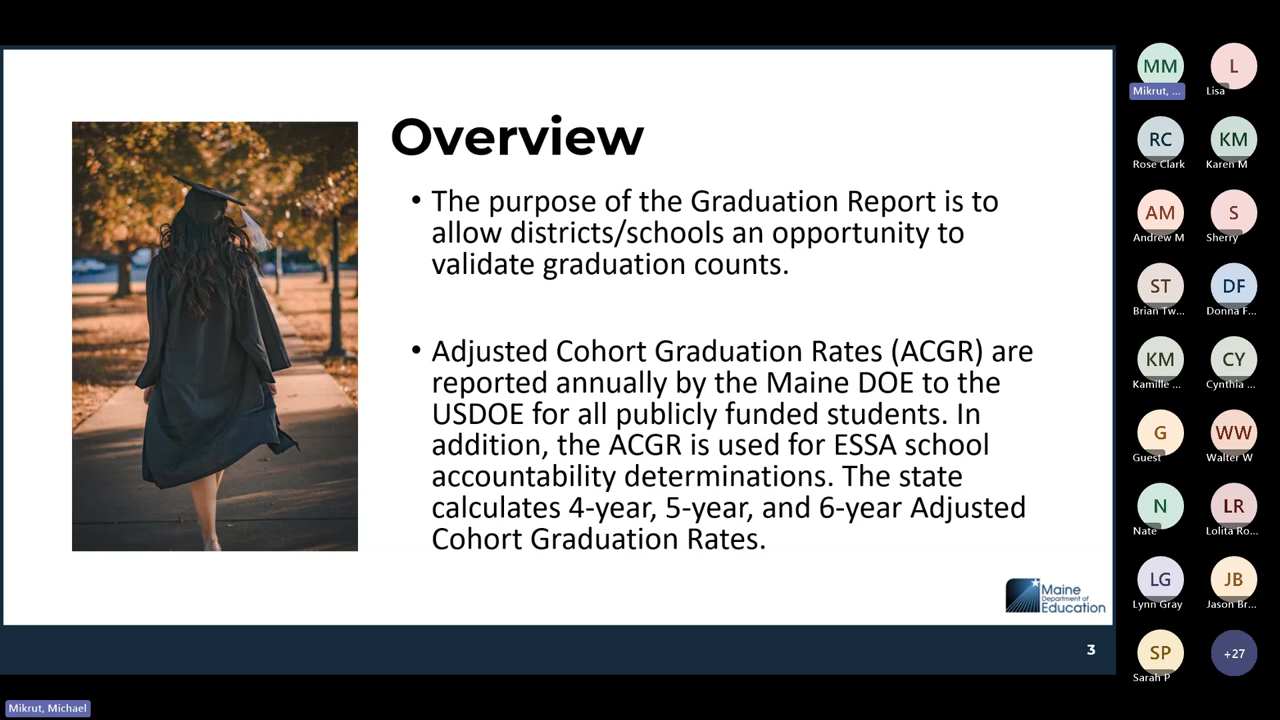 Overview
• The purpose of the Graduation Report is to
allow districts/schools an opportunity to
validate graduation counts.
• Adjusted Cohort Graduation Rates (ACGR) are
reported annually by the Maine DOE to the
USDOE for all publicly funded students. In
addition, the ACGR is used for ESSA school
accountability determinations. The state
calculates 4-year, 5-year, and 6-year Adjusted
Cohort Graduation Rates.
Maine
Department of
Education
3
MM
Mikrut, ...
L
Lisa
RC
Rose Clark
KM
Karen M
AM
Andrew M
S
Sherry
ST
Brian Tw...
DF
Donna F...
KM
Kamille ...
CY
Cynthia ...
G
Guest
WW
Walter W
N
Nate
LR
Lolita Ro...
LG
Lynn Gray
JB
Jason Br...
SP
Sarah P
+27
Mikrut, Michael